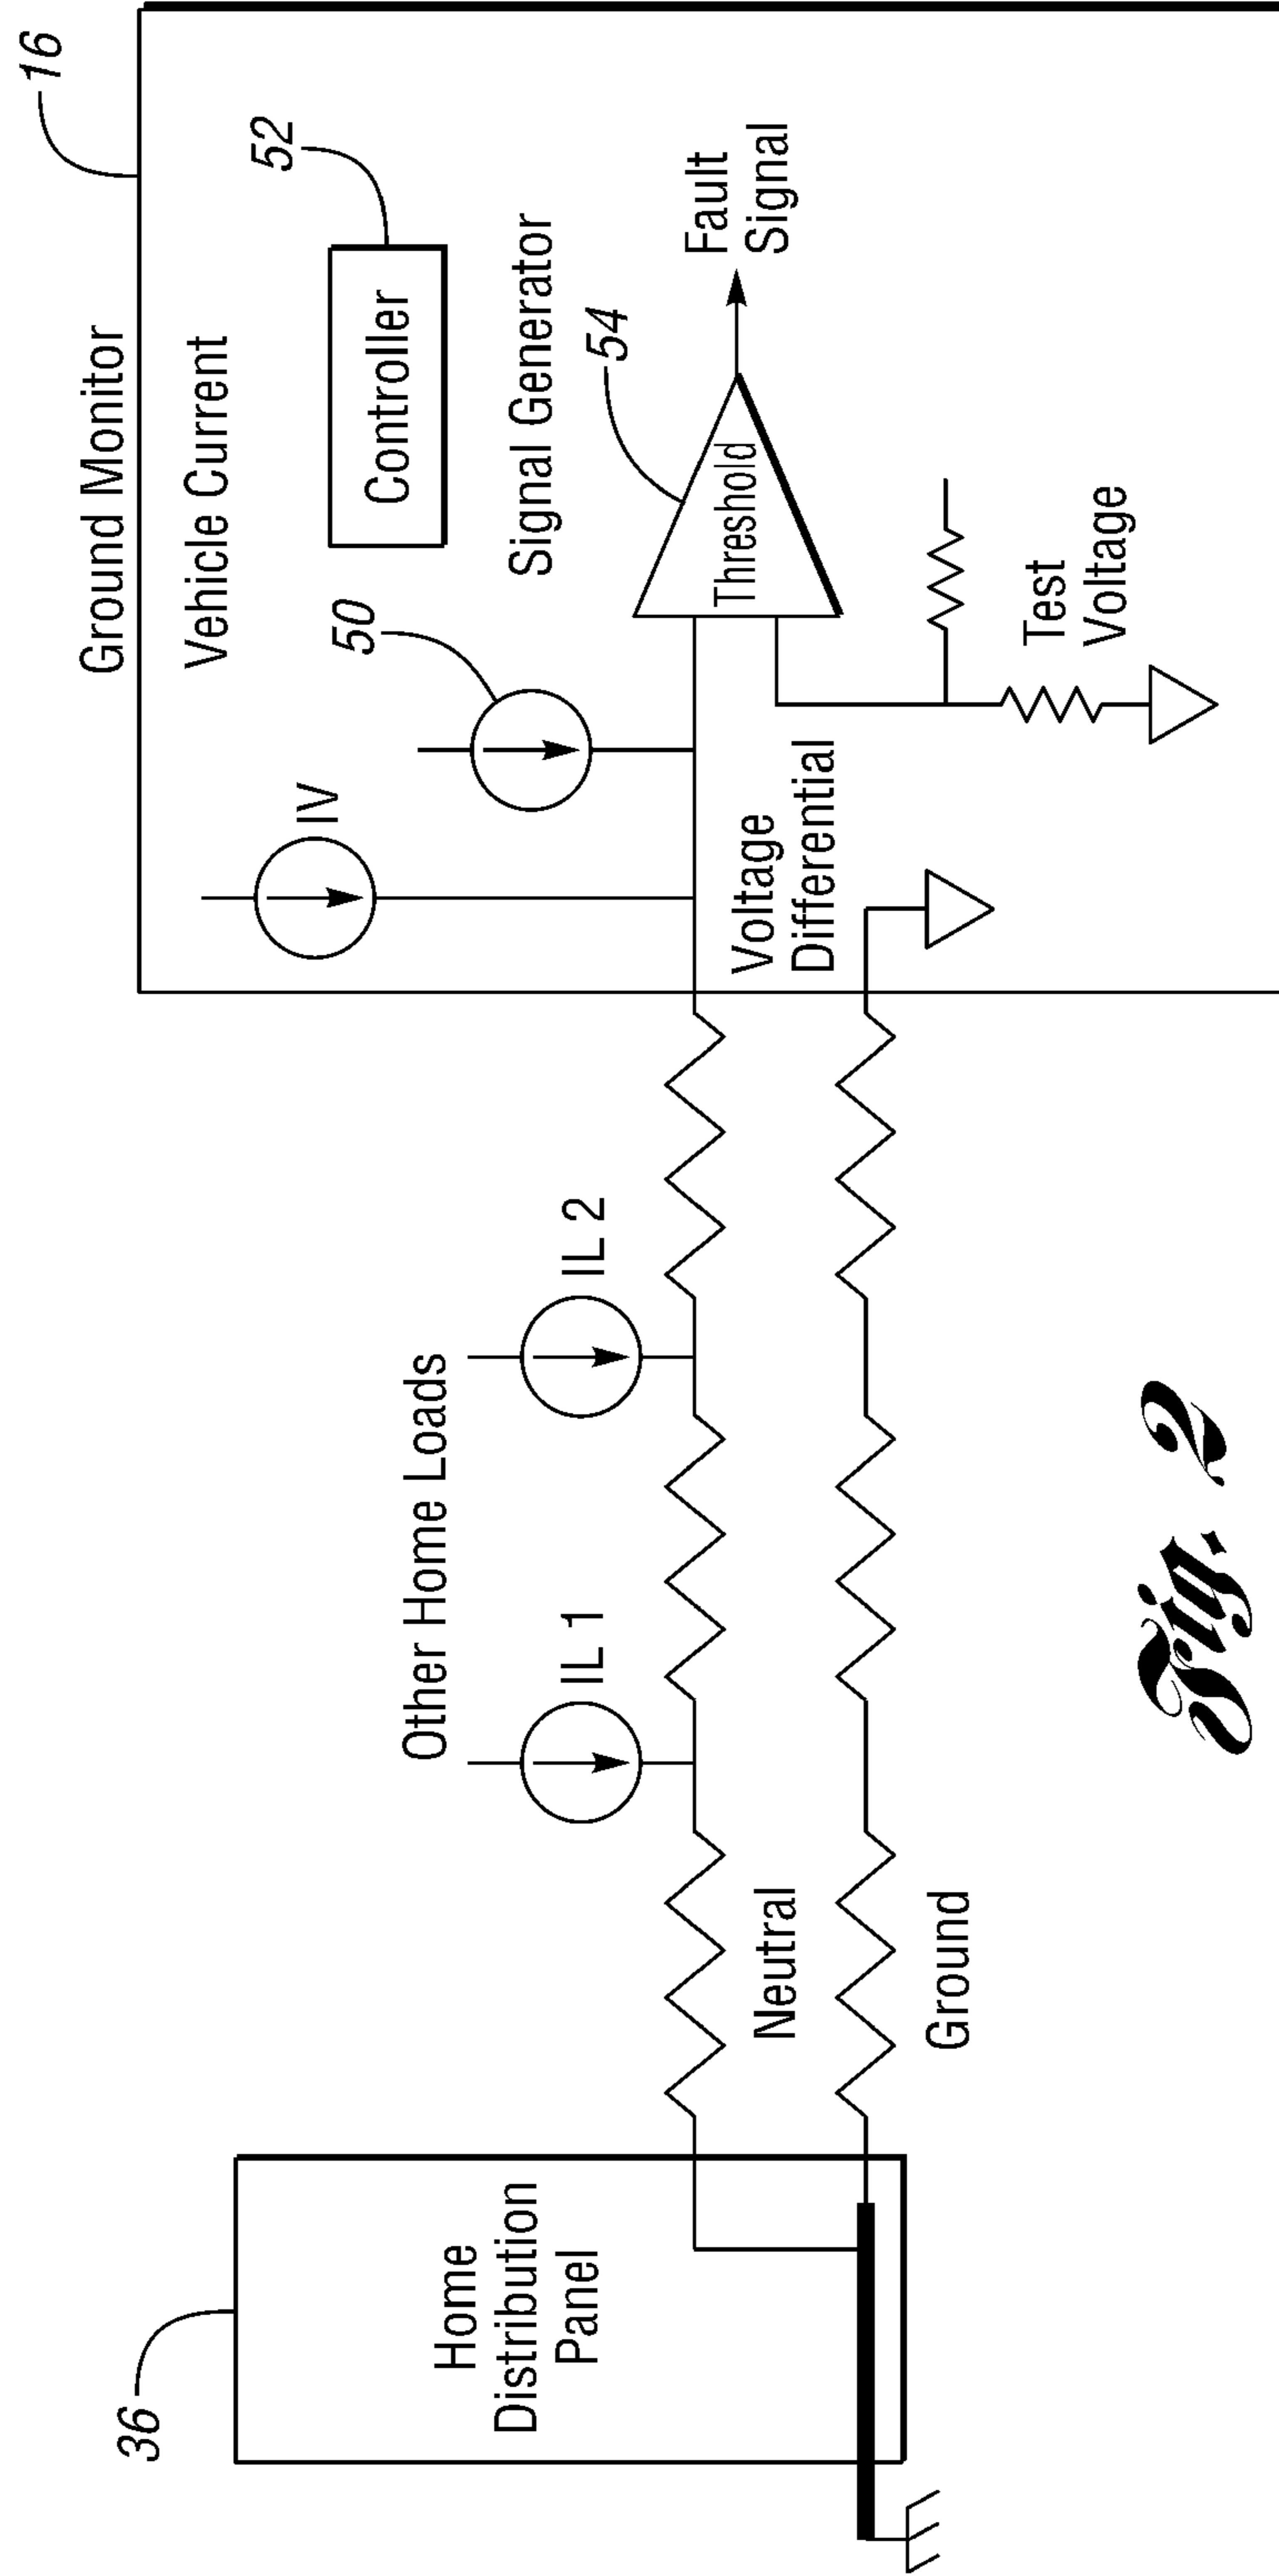 16
Ground Monitor
Vehicle Current
52
Controller
IV
50
Signal Generator
54
Threshold
Fault
Signal
Voltage
Differential
Test
Voltage
Other Home Loads
IL 1
IL 2
Neutral
Ground
36
Home
Distribution
Panel
Fig. 2